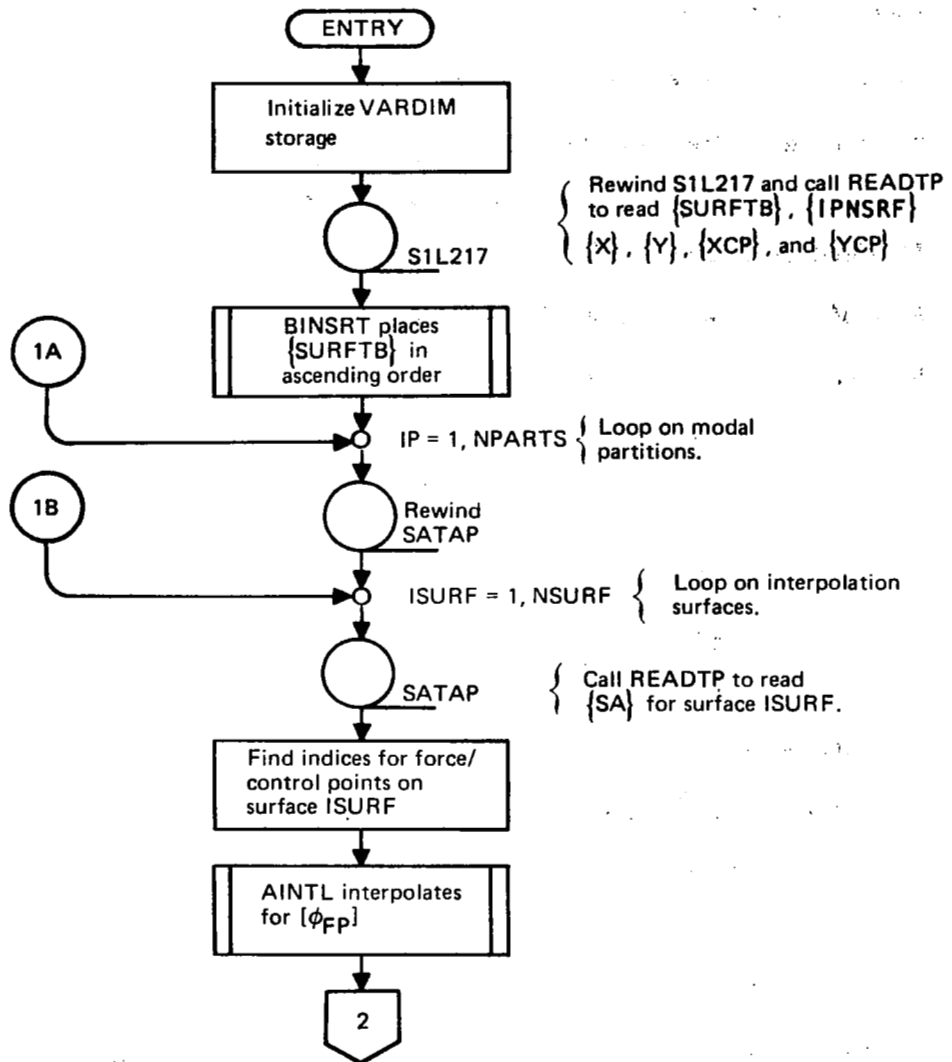 ENTRY
Initialize VARDIM
storage
Rewind S1L217 and call READTP
to read {SURFTB}, {IPNSRF}
{X}, {Y}, {XCP}, and {YCP}
S1L217
BINSRT places
{SURFTB} in
ascending order
1A
IP = 1, NPARTS { Loop on modal
partitions.
1B
Rewind
SATAP
ISURF = 1, NSURF { Loop on interpolation
surfaces.
SATAP
Call READTP to read
{SA} for surface ISURF.
Find indices for force/
control points on
surface ISURF
AINTL interpolates
for [ϕFP]
2